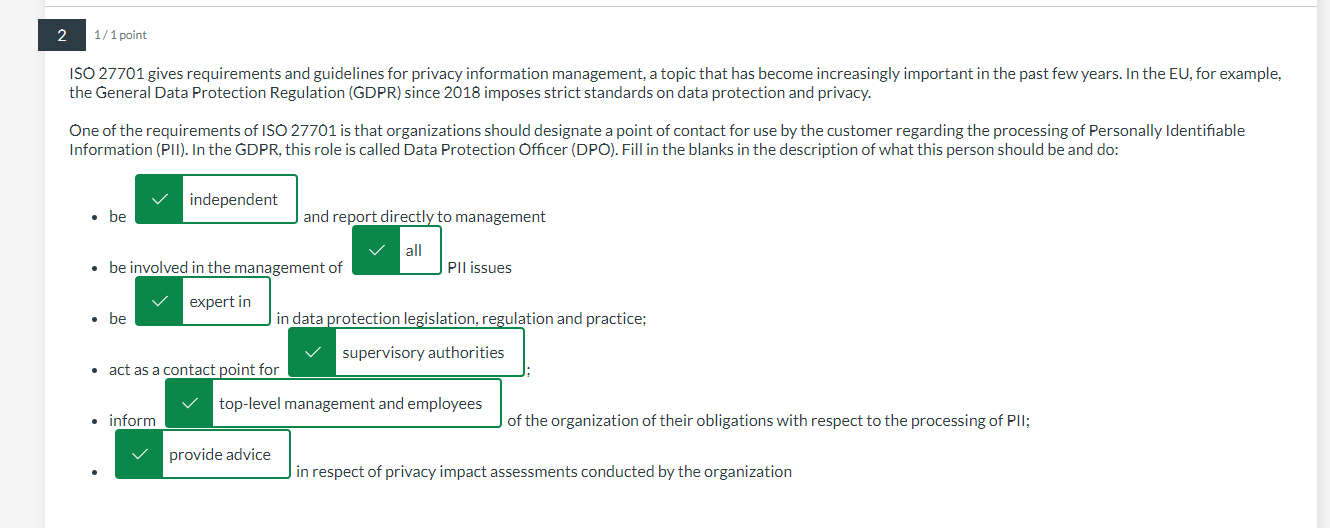 2 1 / 1 point
ISO 27701 gives requirements and guidelines for privacy information management, a topic that has become increasingly important in the past few years. In the EU, for example,
the General Data Protection Regulation (GDPR) since 2018 imposes strict standards on data protection and privacy.
One of the requirements of ISO 27701 is that organizations should designate a point of contact for use by the customer regarding the processing of Personally Identifiable
Information (PII). In the GDPR, this role is called Data Protection Officer (DPO). Fill in the blanks in the description of what this person should be and do:
• be ✓ independent and report directly to management
• be involved in the management of ✓ all PII issues
• be ✓ expert in in data protection legislation, regulation and practice;
• act as a contact point for ✓ supervisory authorities ;
• inform ✓ top-level management and employees of the organization of their obligations with respect to the processing of PII;
• ✓ provide advice in respect of privacy impact assessments conducted by the organization